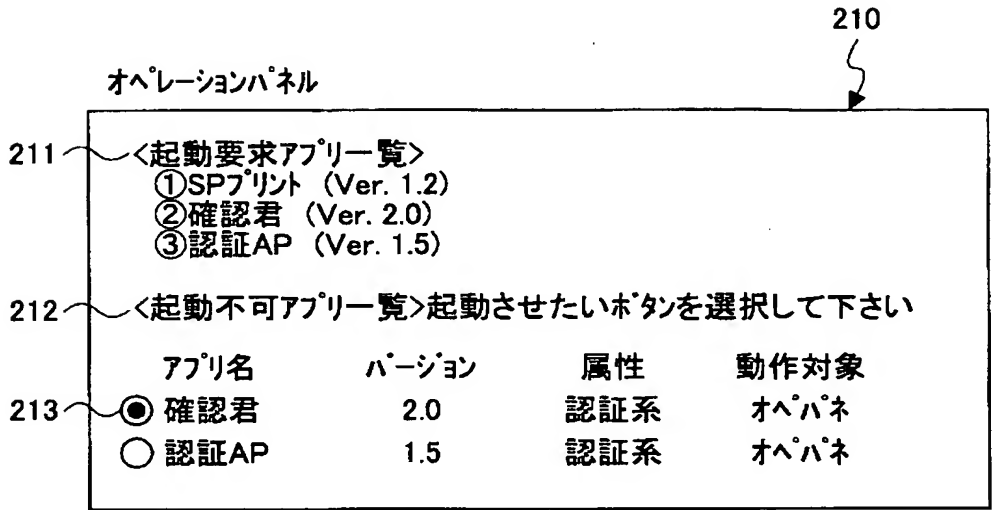 210
オペレーションパネル
211 <起動要求アプリ一覧>
①SPプリント (Ver. 1.2)
②確認君 (Ver. 2.0)
③認証AP (Ver. 1.5)
212 <起動不可アプリ一覧>起動させたいボタンを選択して下さい
アプリ名 バージョン 属性 動作対象
213 確認君 2.0 認証系 オペパネ
認証AP 1.5 認証系 オペパネ